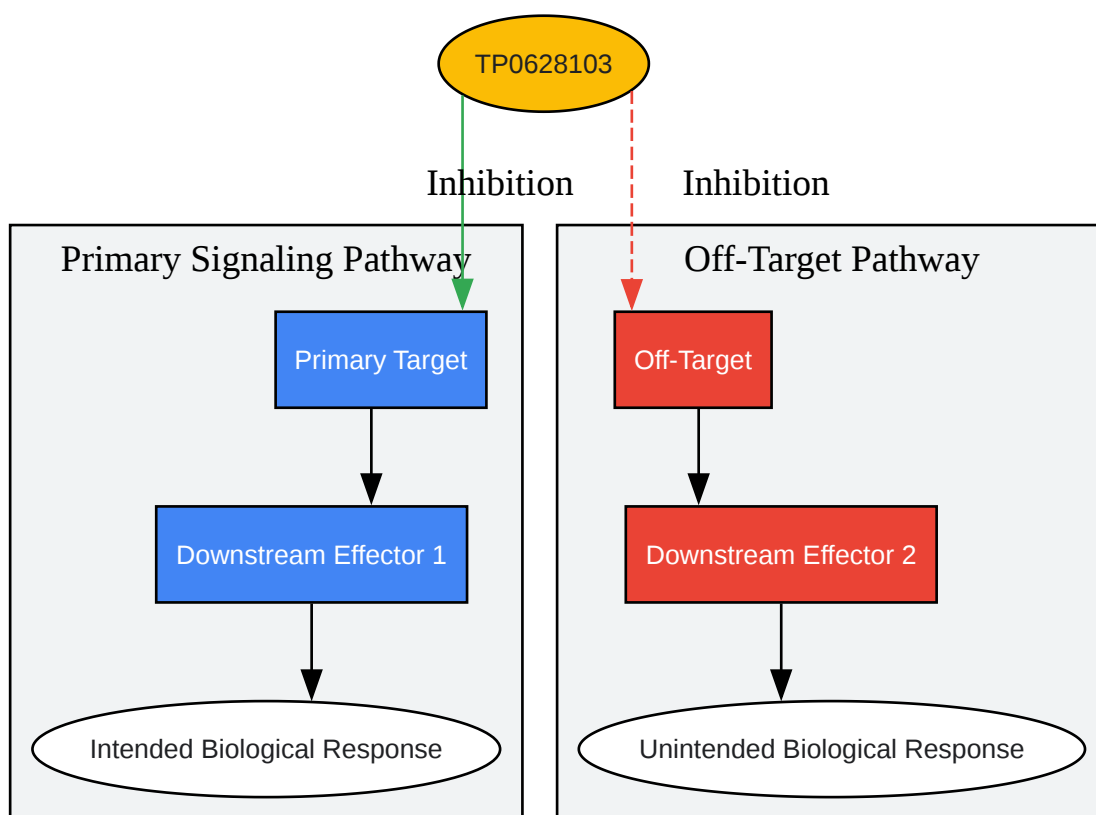 TP0628103
Inhibition
Inhibition
Primary Signaling Pathway
Off-Target Pathway
Primary Target
Off-Target
Downstream Effector 1
Downstream Effector 2
Intended Biological Response
Unintended Biological Response